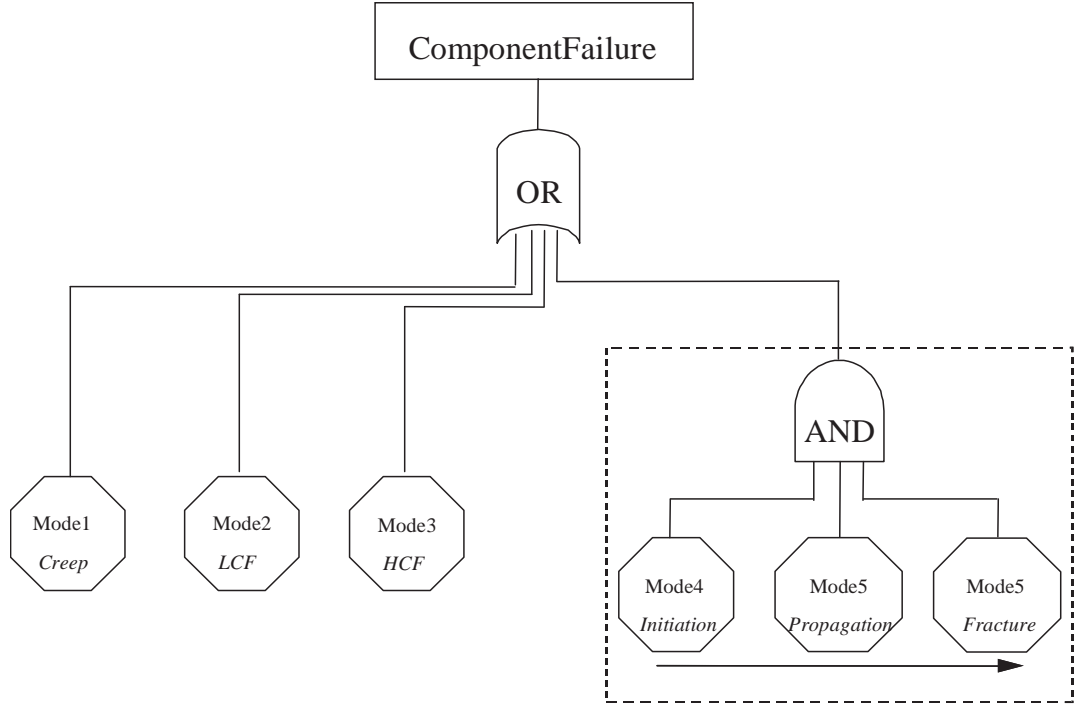 ComponentFailure
OR
AND
Mode1
Creep
Mode2
LCF
Mode3
HCF
Mode4
Initiation
Mode5
Propagation
Mode5
Fracture